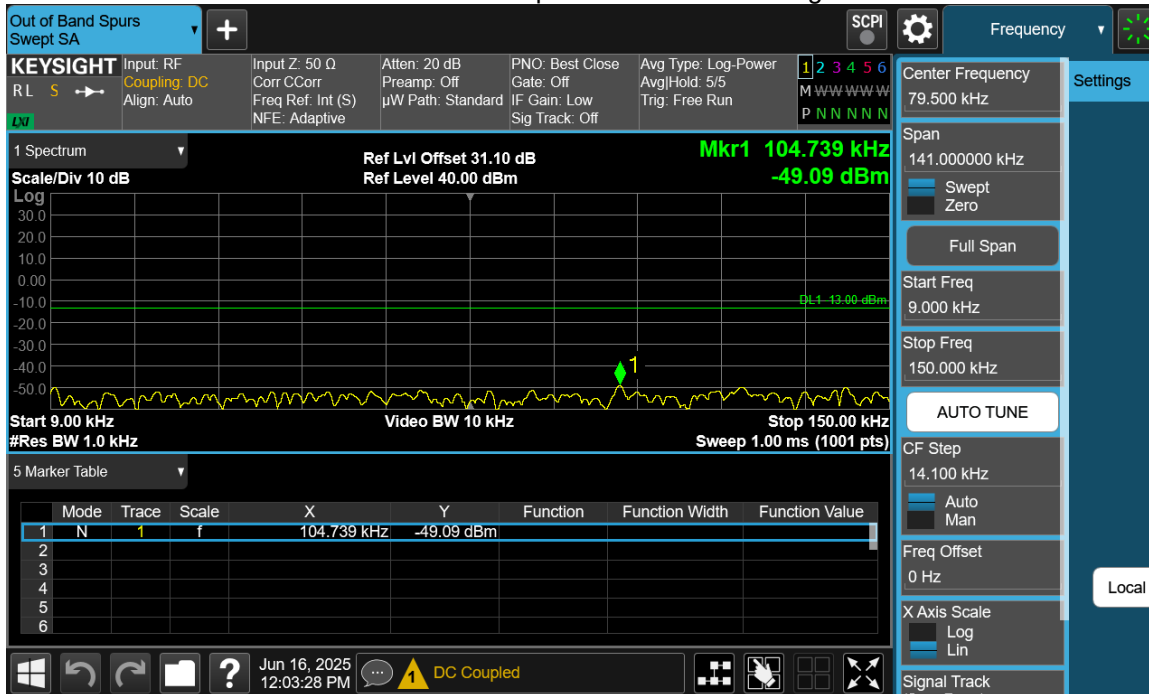 Out of Band Spurs
Swept SA
+
SCPI
Frequency
KEYSIGHT
R L S
LXI
Input: RF
Coupling: DC
Align: Auto
Input Z: 50 Ω
Corr CCorr
Freq Ref: Int (S)
NFE: Adaptive
Atten: 20 dB
Preamp: Off
µW Path: Standard
PNO: Best Close
Gate: Off
IF Gain: Low
Sig Track: Off
Avg Type: Log-Power
Avg|Hold: 5/5
Trig: Free Run
1 2 3 4 5 6
M W W W W W
P N N N N N
1 Spectrum
Scale/Div 10 dB
Ref Lvl Offset 31.10 dB
Ref Level 40.00 dBm
Mkr1 104.739 kHz
-49.09 dBm
Log
30.0
20.0
10.0
0.00
-10.0
-20.0
-30.0
-40.0
-50.0
DL1 -13.00 dBm
1
Start 9.00 kHz
#Res BW 1.0 kHz
Video BW 10 kHz
Stop 150.00 kHz
Sweep 1.00 ms (1001 pts)
5 Marker Table
Mode Trace Scale X Y Function Function Width Function Value
1 N 1 f 104.739 kHz -49.09 dBm
2
3
4
5
6
?
Jun 16, 2025
12:03:28 PM
1
DC Coupled
Center Frequency
79.500 kHz
Span
141.000000 kHz
Swept
Zero
Full Span
Start Freq
9.000 kHz
Stop Freq
150.000 kHz
AUTO TUNE
CF Step
14.100 kHz
Auto
Man
Freq Offset
0 Hz
X Axis Scale
Log
Lin
Signal Track
Settings
Local